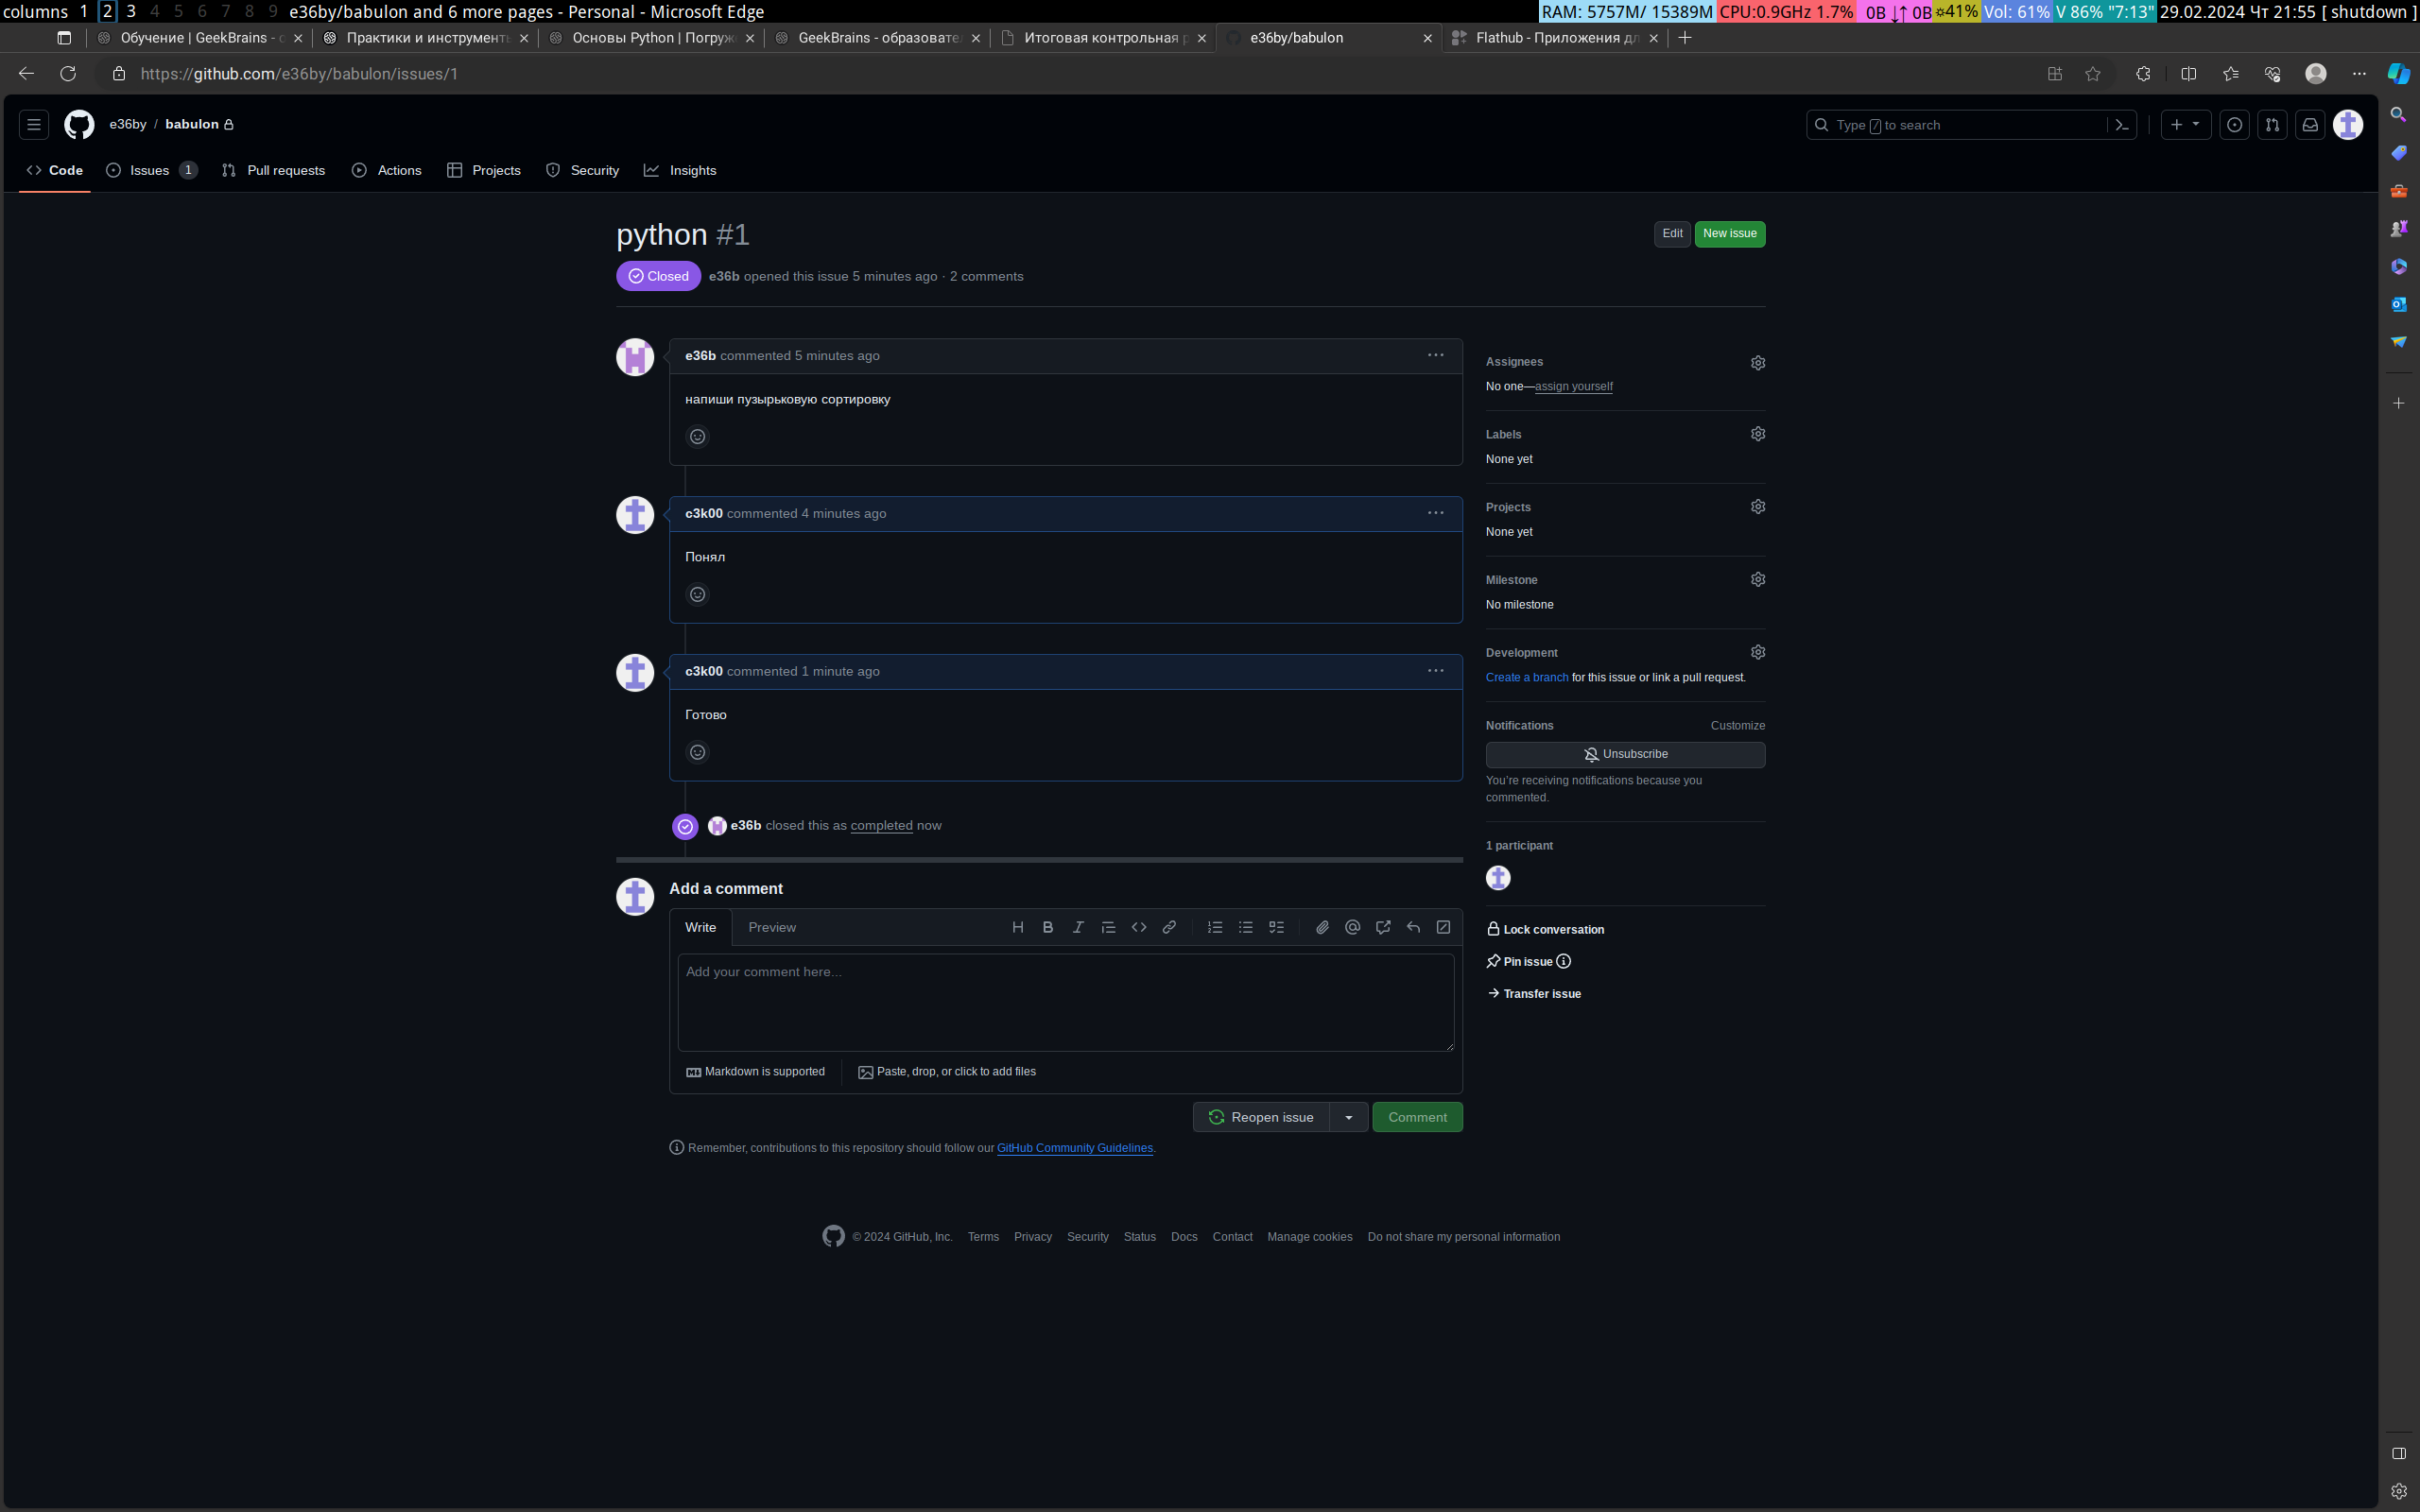 columns 1 2 3 4 5 6 7 8 9 e36by/babulon and 6 more pages - Personal - Microsoft Edge
RAM: 5757M/ 15389M CPU:0.9GHz 1.7% 0B ↓↑ 0B ☼41% Vol: 61% V 86% "7:13" 29.02.2024 Чт 21:55 [ shutdown ]
Обучение | GeekBrains - о
Практики и инструменты
Основы Python | Погруж
GeekBrains - образовате
Итоговая контрольная р
e36by/babulon
Flathub - Приложения дл
https://github.com/e36by/babulon/issues/1
e36by / babulon
Type / to search
Code Issues 1 Pull requests Actions Projects Security Insights
python #1
Edit New issue
Closed e36b opened this issue 5 minutes ago · 2 comments
e36b commented 5 minutes ago
напиши пузырьковую сортировку
c3k00 commented 4 minutes ago
Понял
c3k00 commented 1 minute ago
Готово
e36b closed this as completed now
Add a comment
Write Preview
Add your comment here...
Markdown is supported
Paste, drop, or click to add files
Reopen issue Comment
Remember, contributions to this repository should follow our GitHub Community Guidelines.
Assignees
No one—assign yourself
Labels
None yet
Projects
None yet
Milestone
No milestone
Development
Create a branch for this issue or link a pull request.
Notifications Customize
Unsubscribe
You're receiving notifications because you
commented.
1 participant
Lock conversation
Pin issue
Transfer issue
© 2024 GitHub, Inc. Terms Privacy Security Status Docs Contact Manage cookies Do not share my personal information